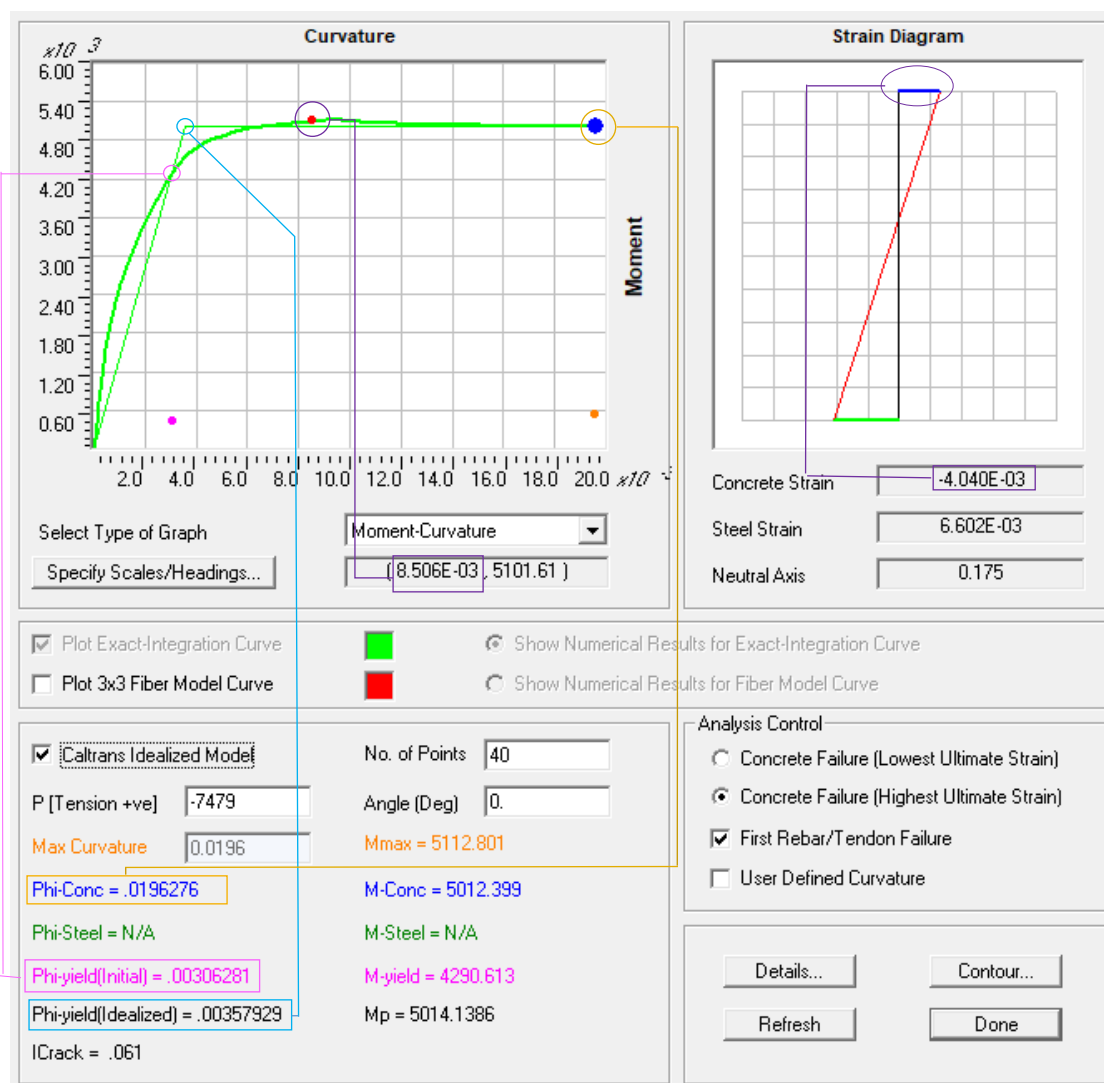 Curvature
x10 3
6.00
5.40
4.80
4.20
3.60
3.00
2.40
1.80
1.20
0.60
2.0 4.0 6.0 8.0 10.0 12.0 14.0 16.0 18.0 20.0 x10 -3
Moment
Select Type of Graph
Moment-Curvature
Specify Scales/Headings...
( 8.506E-03 , 5101.61 )
Strain Diagram
Concrete Strain -4.040E-03
Steel Strain 6.602E-03
Neutral Axis 0.175
Plot Exact-Integration Curve
Show Numerical Results for Exact-Integration Curve
Plot 3x3 Fiber Model Curve
Show Numerical Results for Fiber Model Curve
Caltrans Idealized Model
No. of Points 40
P [Tension +ve] -7479
Angle (Deg) 0.
Max Curvature 0.0196
Mmax = 5112.801
Phi-Conc = .0196276
M-Conc = 5012.399
Phi-Steel = N/A
M-Steel = N/A
Phi-yield(Initial) = .00306281
M-yield = 4290.613
Phi-yield(Idealized) = .00357929
Mp = 5014.1386
ICrack = .061
Analysis Control
Concrete Failure (Lowest Ultimate Strain)
Concrete Failure (Highest Ultimate Strain)
First Rebar/Tendon Failure
User Defined Curvature
Details...
Contour...
Refresh
Done